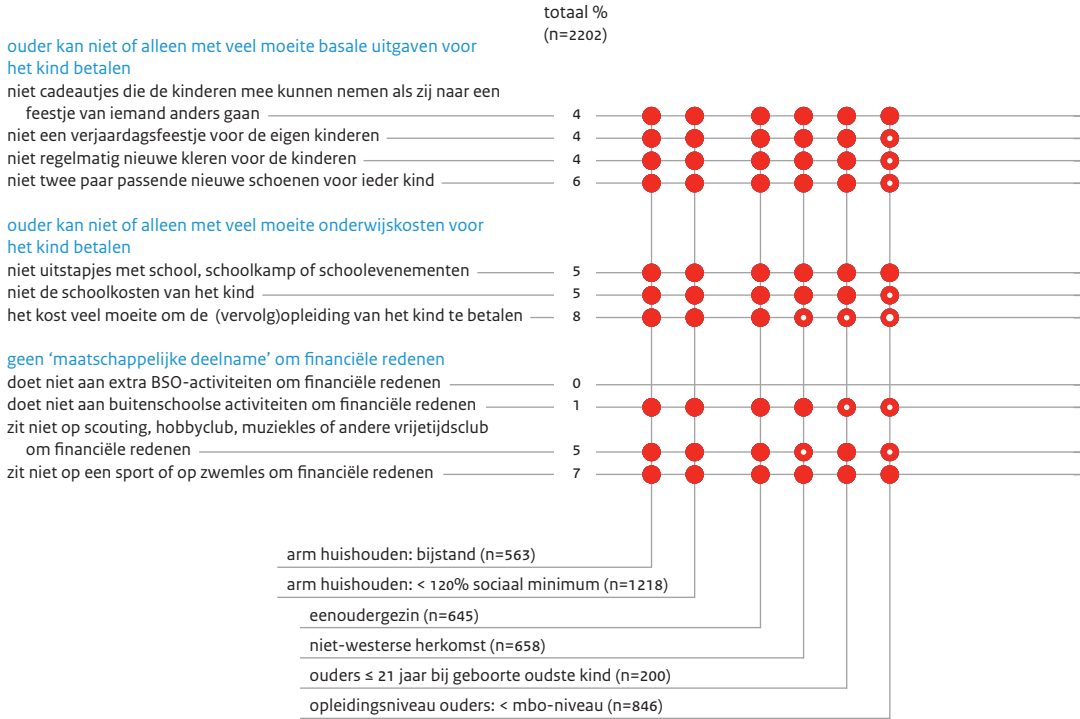 totaal %
(n=2202)
ouder kan niet of alleen met veel moeite basale uitgaven voor
het kind betalen
niet cadeautjes die de kinderen mee kunnen nemen als zij naar een
feestje van iemand anders gaan 4
niet een verjaardagsfeestje voor de eigen kinderen 4
niet regelmatig nieuwe kleren voor de kinderen 4
niet twee paar passende nieuwe schoenen voor ieder kind 6
ouder kan niet of alleen met veel moeite onderwijskosten voor
het kind betalen
niet uitstapjes met school, schoolkamp of schoolevenementen 5
niet de schoolkosten van het kind 5
het kost veel moeite om de (vervolg)opleiding van het kind te betalen 8
geen ‘maatschappelijke deelname’ om financiële redenen
doet niet aan extra BSO-activiteiten om financiële redenen 0
doet niet aan buitenschoolse activiteiten om financiële redenen 1
zit niet op scouting, hobbyclub, muziekles of andere vrijetijdsclub
om financiële redenen 5
zit niet op een sport of op zwemles om financiële redenen 7
arm huishouden: bijstand (n=563)
arm huishouden: < 120% sociaal minimum (n=1218)
eenoudergezin (n=645)
niet-westerse herkomst (n=658)
ouders ≤ 21 jaar bij geboorte oudste kind (n=200)
opleidingsniveau ouders: < mbo-niveau (n=846)